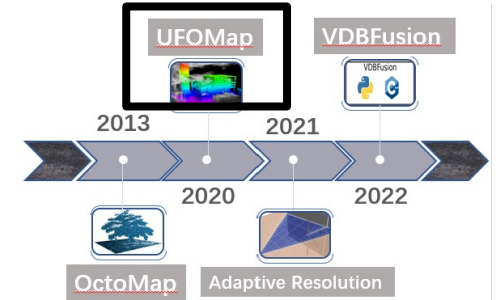 UFOMap
VDBFusion
VDBFusion
2013
2021
2020
2022
OctoMap
Adaptive Resolution